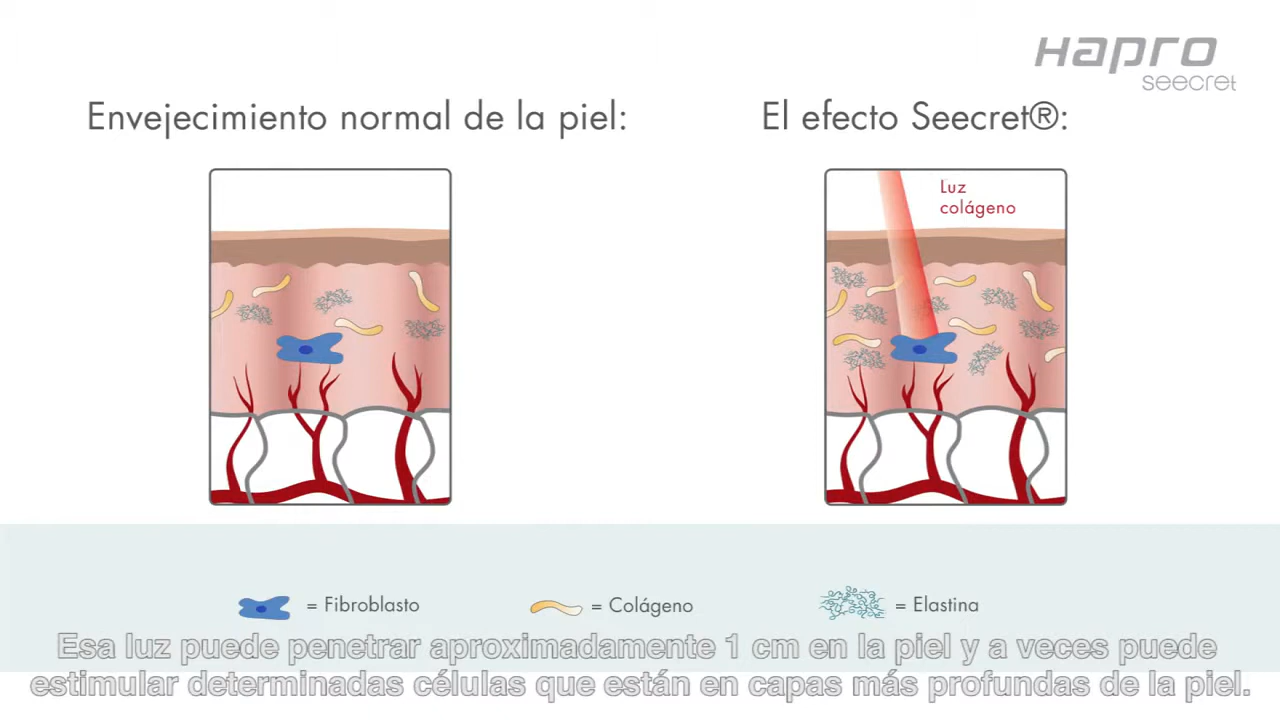 Hapro
seecret
Envejecimiento normal de la piel:
El efecto Seecret®:
Luz
colágeno
= Fibroblasto
= Colágeno
= Elastina
Esa luz puede penetrar aproximadamente 1 cm en la piel y a veces puede
estimular determinadas células que están en capas más profundas de la piel.